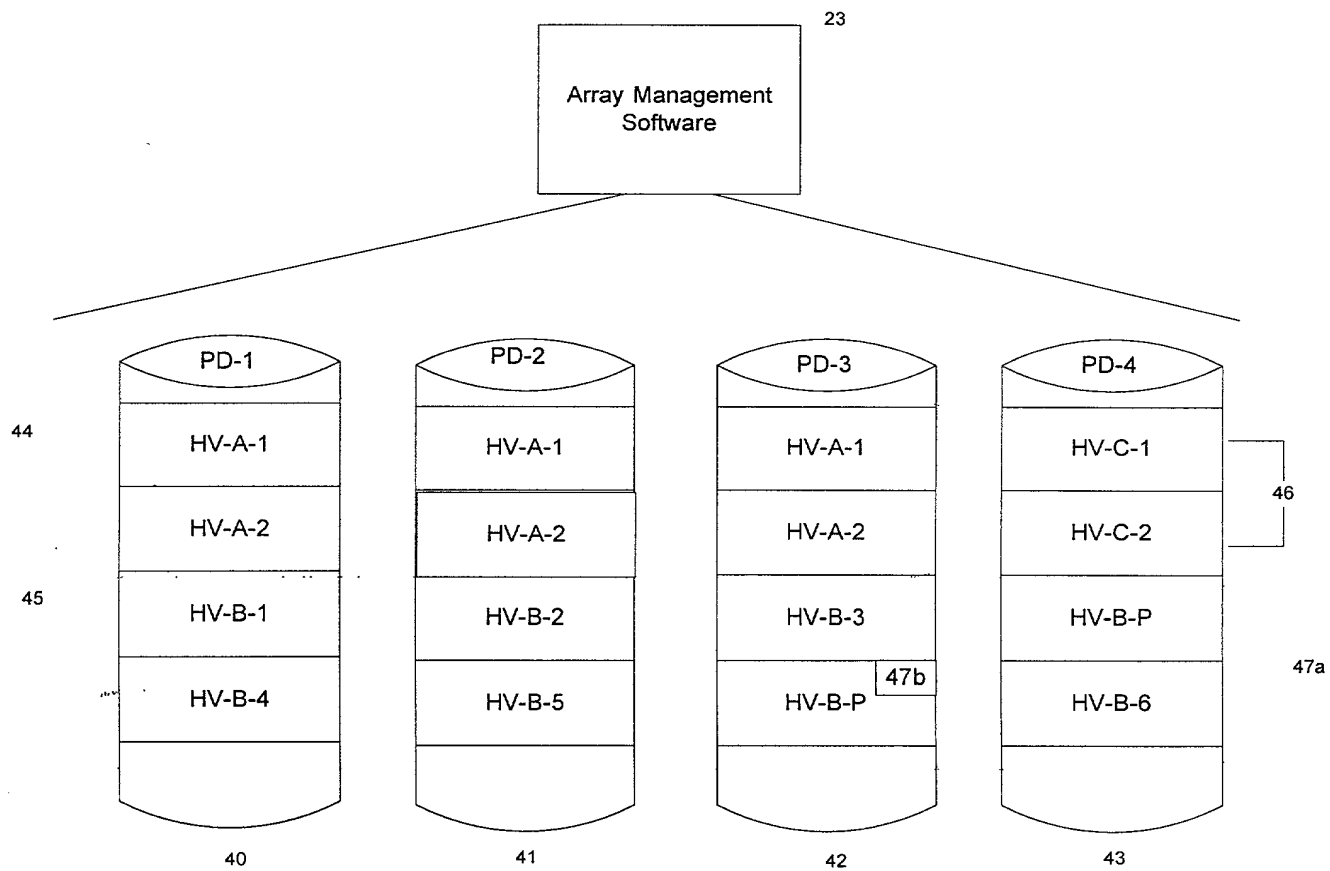 23
Array Management
Software
PD-1
PD-2
PD-3
PD-4
44
HV-A-1
HV-A-1
HV-A-1
HV-C-1
46
HV-A-2
HV-A-2
HV-A-2
HV-C-2
45
HV-B-1
HV-B-2
HV-B-3
HV-B-P
47a
47b
HV-B-4
HV-B-5
HV-B-P
HV-B-6
40
41
42
43